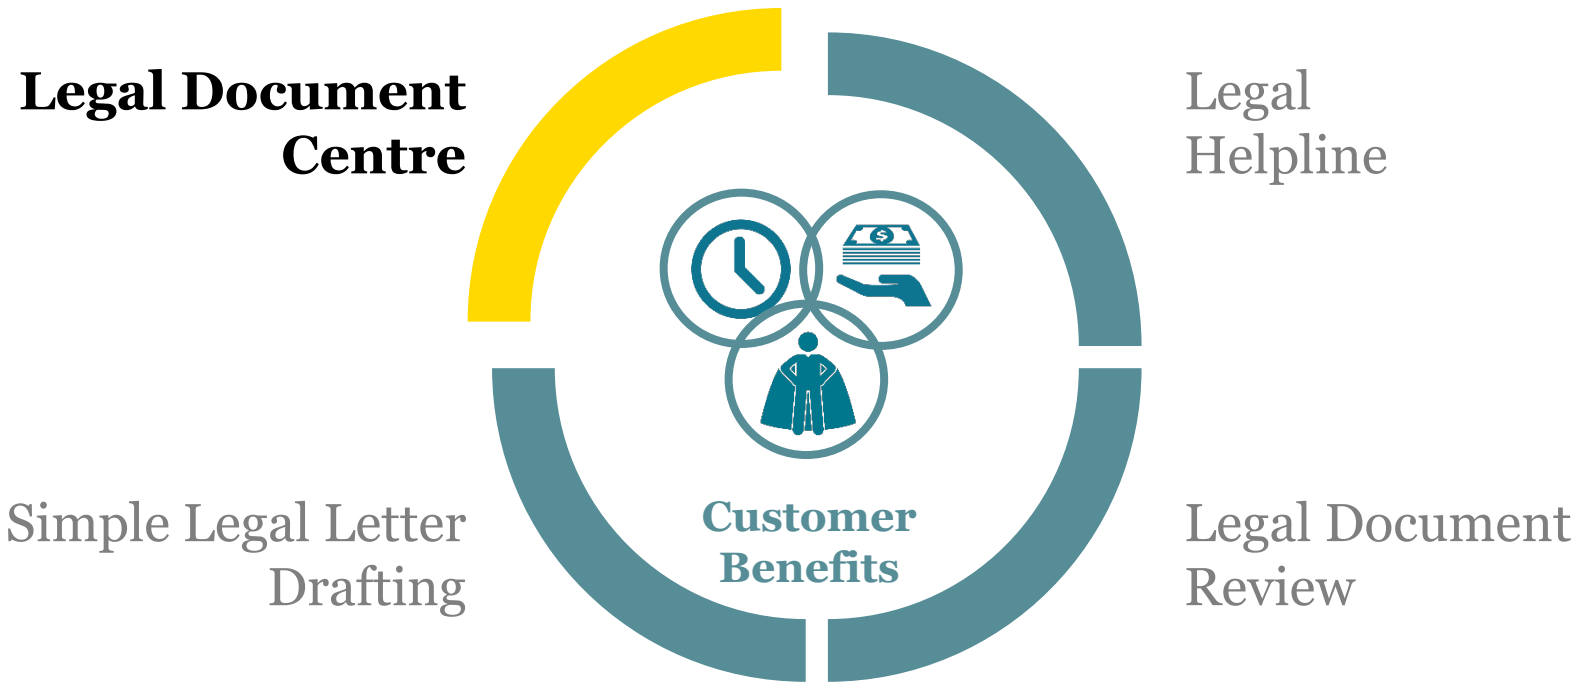 Legal Document
Centre
Legal
Helpline
Simple Legal Letter
Drafting
Customer
Benefits
Legal Document
Review